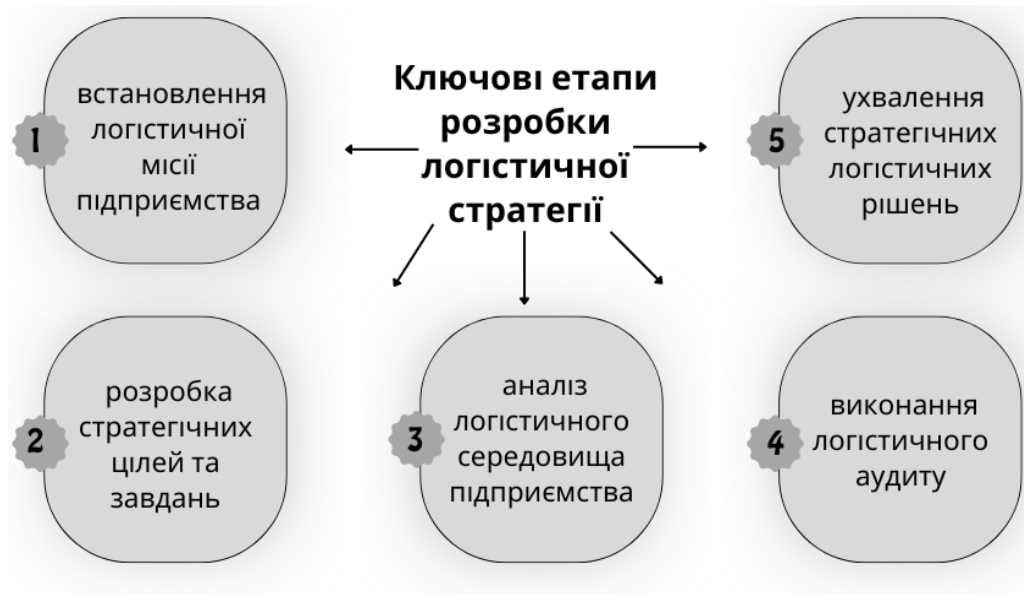 Ключові етапи
розробки
логістичної
стратегії
1
встановлення
логістичної
місії
підприємства
2
розробка
стратегічних
цілей та
завдань
3
аналіз
логістичного
середовища
підприємства
4
виконання
логістичного
аудиту
5
ухвалення
стратегічних
логістичних
рішень